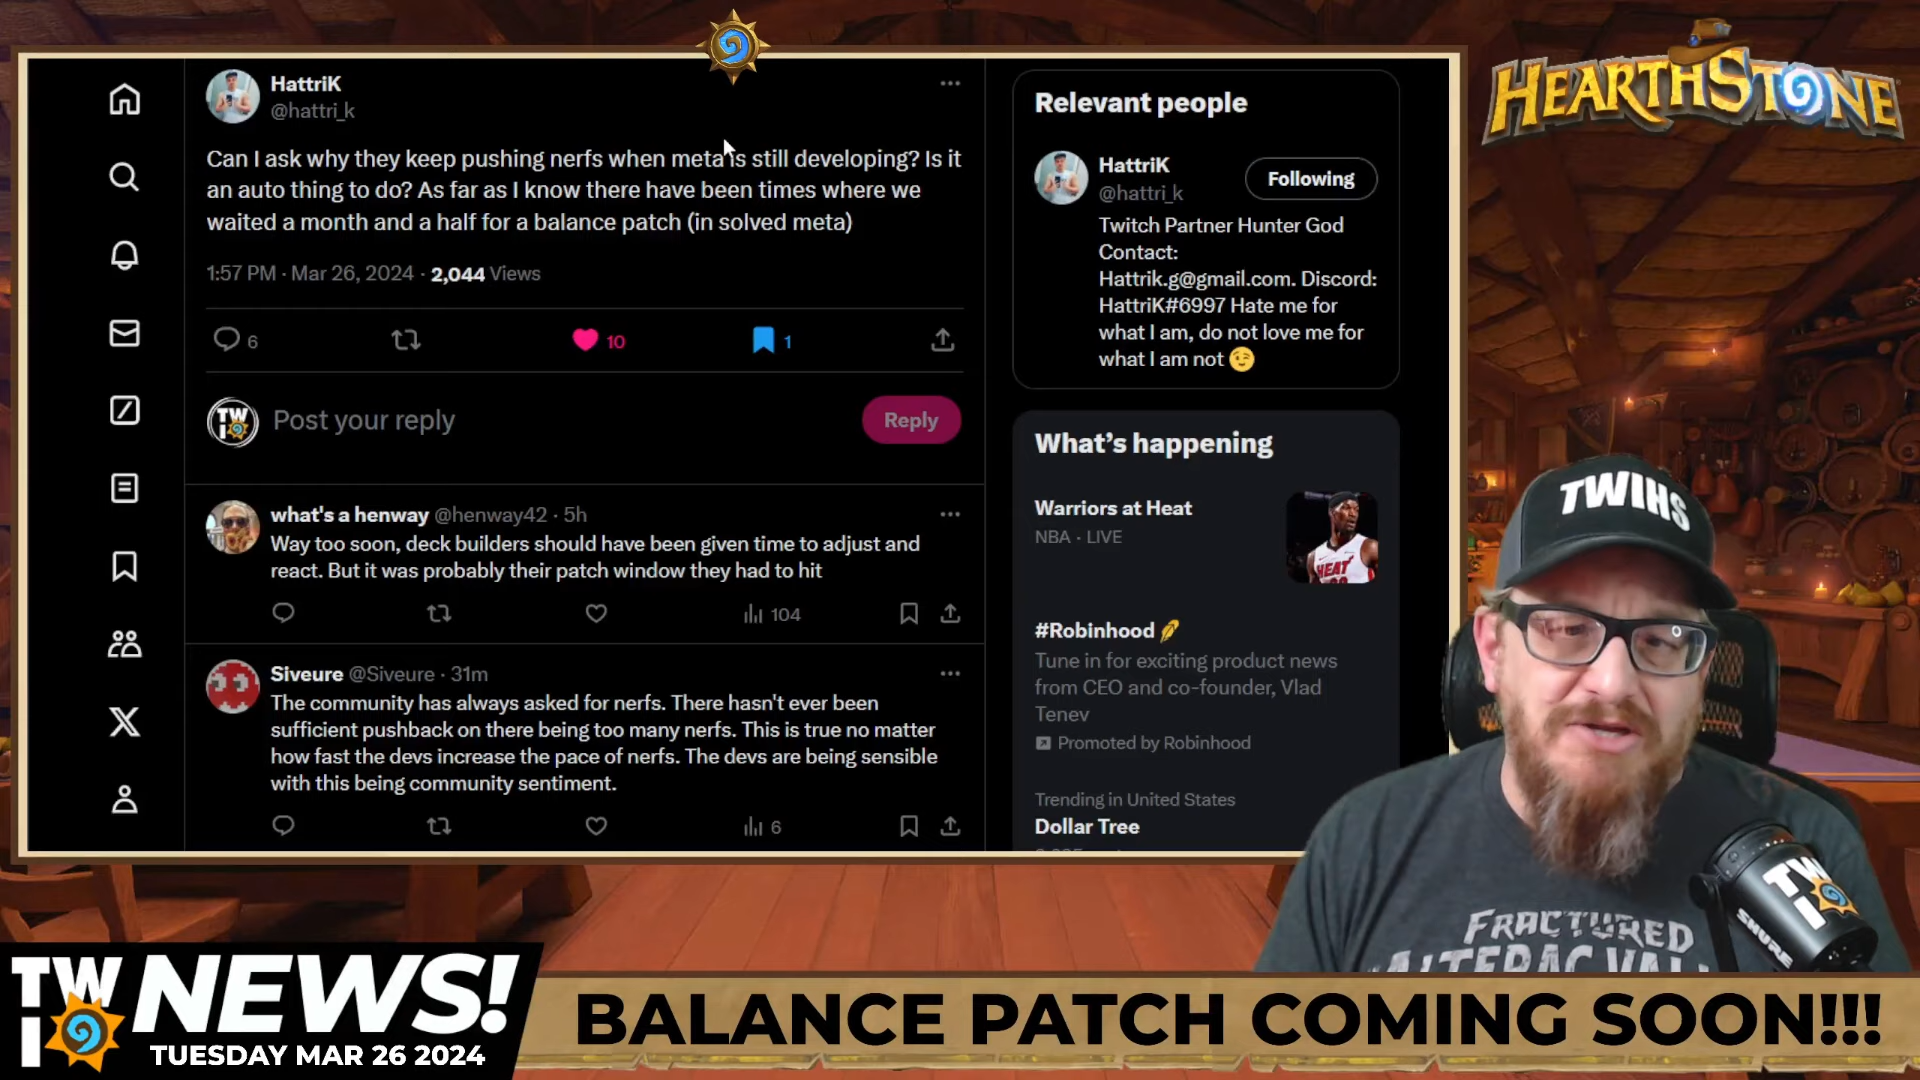 HEARTHSTONE
HattriK
@hattri_k
Can I ask why they keep pushing nerfs when meta is still developing? Is it
an auto thing to do? As far as I know there have been times where we
waited a month and a half for a balance patch (in solved meta)
1:57 PM · Mar 26, 2024 · 2,044 Views
6
10
1
TW
I
Post your reply
Reply
what's a henway @henway42 · 5h
Way too soon, deck builders should have been given time to adjust and
react. But it was probably their patch window they had to hit
104
Siveure @Siveure · 31m
The community has always asked for nerfs. There hasn't ever been
sufficient pushback on there being too many nerfs. This is true no matter
how fast the devs increase the pace of nerfs. The devs are being sensible
with this being community sentiment.
6
Relevant people
HattriK
@hattri_k
Following
Twitch Partner Hunter God
Contact:
Hattrik.g@gmail.com. Discord:
HattriK#6997 Hate me for
what I am, do not love me for
what I am not 😉
What's happening
Warriors at Heat
NBA · LIVE
HEAT
#Robinhood
Tune in for exciting product news
from CEO and co-founder, Vlad
Tenev
Promoted by Robinhood
Trending in United States
Dollar Tree
TWIHS
FRACTURED
ALTERAC VALL
TW
I
SHURE
TW
I
NEWS!
TUESDAY MAR 26 2024
BALANCE PATCH COMING SOON!!!